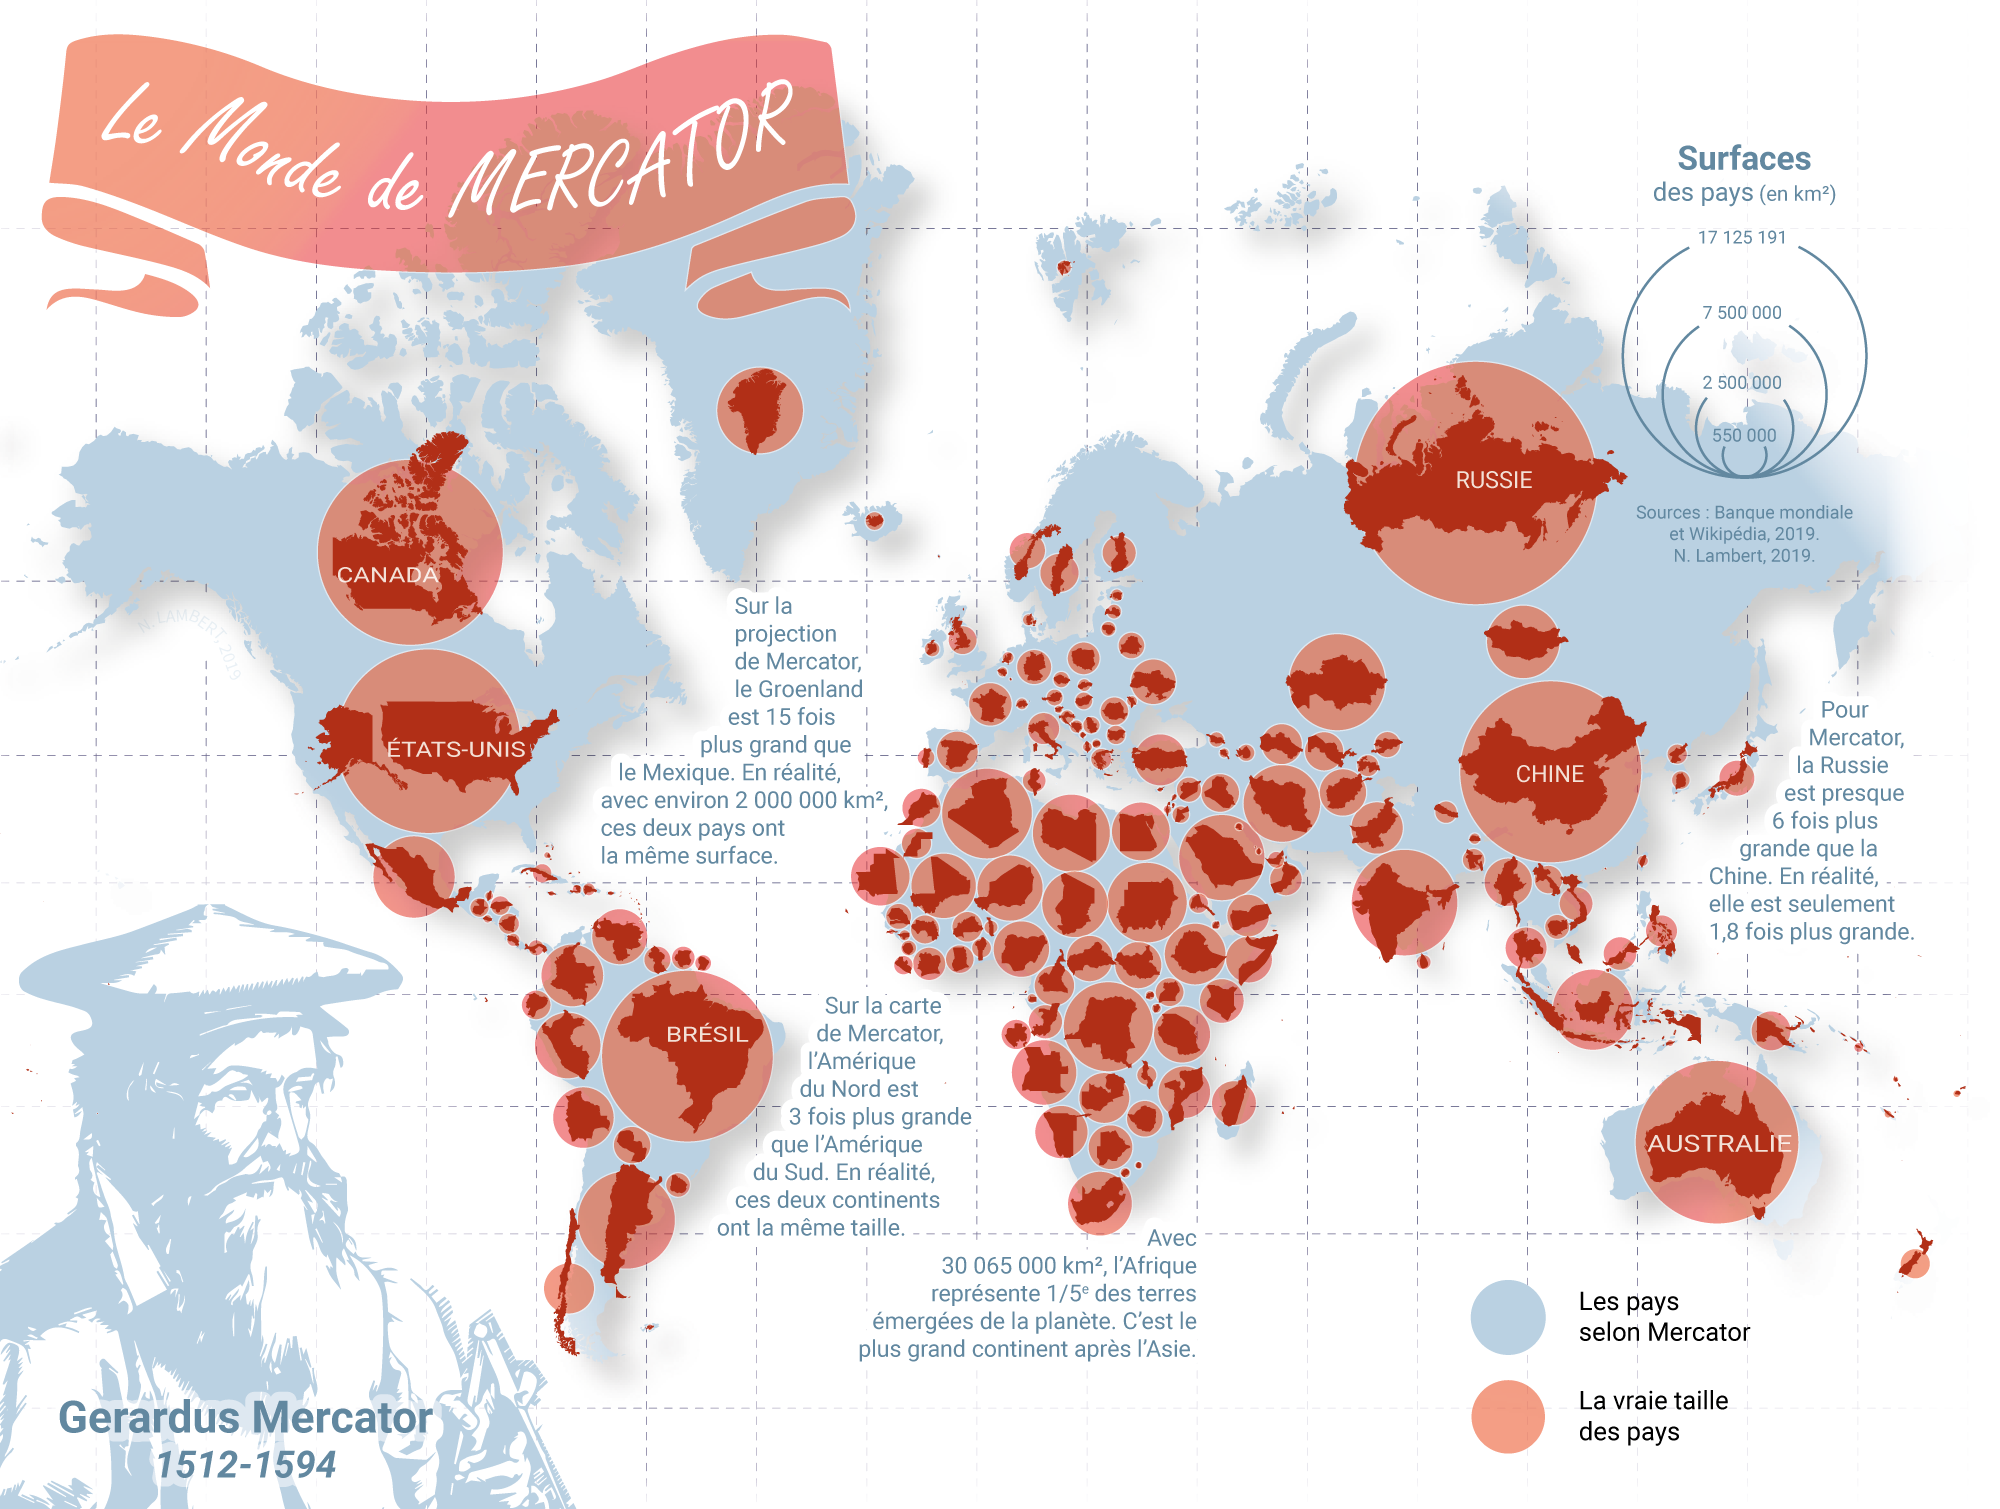 Le Monde de MERCATOR
Surfaces
des pays (en km²)
17 125 191
7 500 000
2 500 000
550 000
Sources : Banque mondiale
et Wikipédia, 2019.
N. Lambert, 2019.
RUSSIE
CANADA
N. LAMBERT, 2019
ÉTATS-UNIS
CHINE
Sur la
projection
de Mercator,
le Groenland
est 15 fois
plus grand que
le Mexique. En réalité,
avec environ 2 000 000 km²,
ces deux pays ont
la même surface.
Pour
Mercator,
la Russie
est presque
6 fois plus
grande que la
Chine. En réalité,
elle est seulement
1,8 fois plus grande.
BRÉSIL
Sur la carte
de Mercator,
l’Amérique
du Nord est
3 fois plus grande
que l’Amérique
du Sud. En réalité,
ces deux continents
ont la même taille.
AUSTRALIE
Avec
30 065 000 km², l’Afrique
représente 1/5e des terres
émergées de la planète. C’est le
plus grand continent après l’Asie.
Les pays
selon Mercator
La vraie taille
des pays
Gerardus Mercator
1512-1594